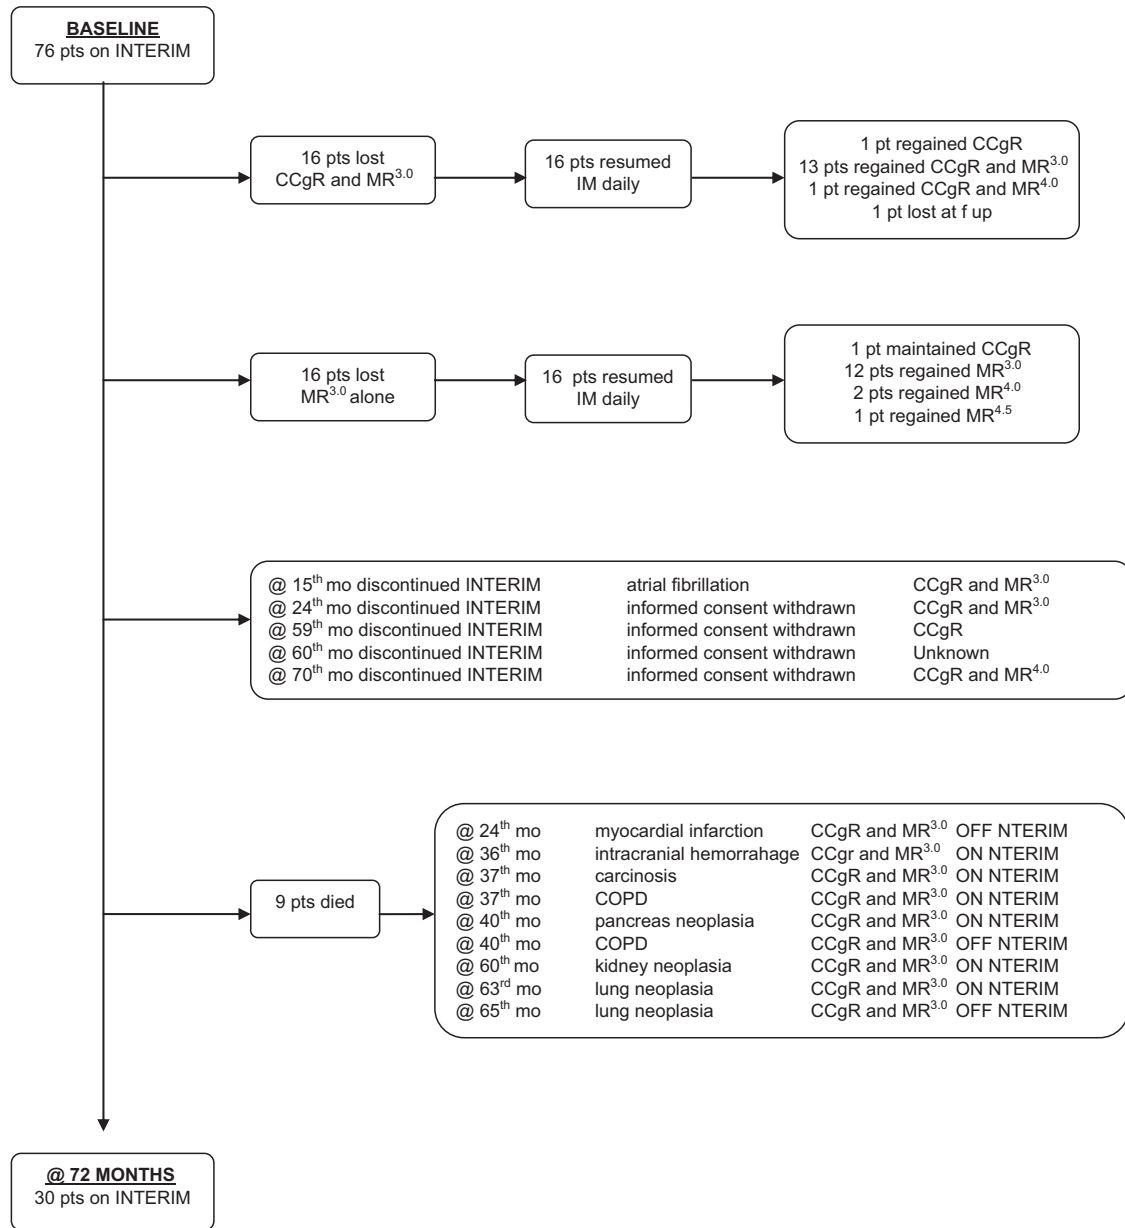 BASELINE
76 pts on INTERIM
16 pts lost
CCgR and MR3.0
16 pts resumed
IM daily
1 pt regained CCgR
13 pts regained CCgR and MR3.0
1 pt regained CCgR and MR4.0
1 pt lost at f up
16 pts lost
MR3.0 alone
16 pts resumed
IM daily
1 pt maintained CCgR
12 pts regained MR3.0
2 pts regained MR4.0
1 pt regained MR4.5
@ 15th mo discontinued INTERIM atrial fibrillation CCgR and MR3.0
@ 24th mo discontinued INTERIM informed consent withdrawn CCgR and MR3.0
@ 59th mo discontinued INTERIM informed consent withdrawn CCgR
@ 60th mo discontinued INTERIM informed consent withdrawn Unknown
@ 70th mo discontinued INTERIM informed consent withdrawn CCgR and MR4.0
9 pts died
@ 24th mo myocardial infarction CCgR and MR3.0 OFF NTERIM
@ 36th mo intracranial hemorrahage CCgr and MR3.0 ON NTERIM
@ 37th mo carcinosis CCgR and MR3.0 ON NTERIM
@ 37th mo COPD CCgR and MR3.0 ON NTERIM
@ 40th mo pancreas neoplasia CCgR and MR3.0 ON NTERIM
@ 40th mo COPD CCgR and MR3.0 OFF NTERIM
@ 60th mo kidney neoplasia CCgR and MR3.0 ON NTERIM
@ 63rd mo lung neoplasia CCgR and MR3.0 ON NTERIM
@ 65th mo lung neoplasia CCgR and MR3.0 OFF NTERIM
@ 72 MONTHS
30 pts on INTERIM